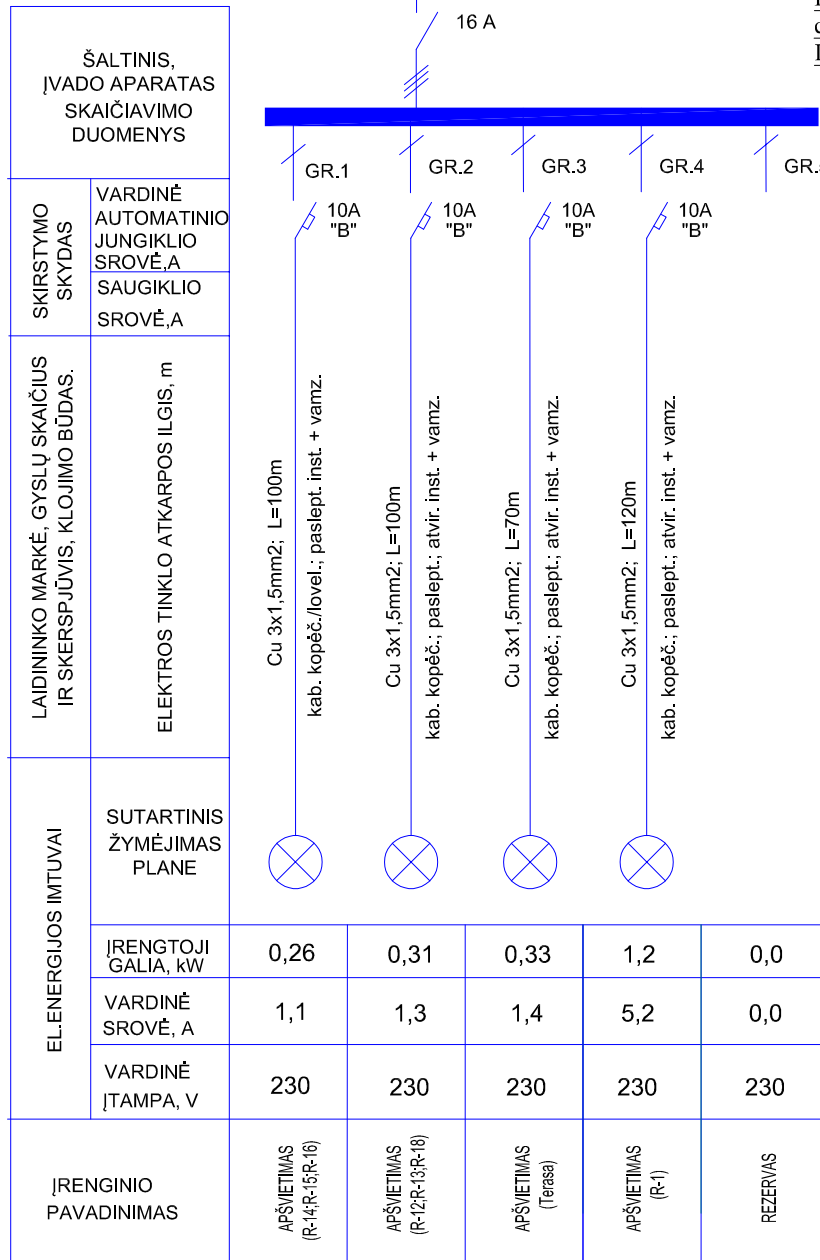 16 A
ŠALTINIS,
ĮVADO APARATAS
SKAIČIAVIMO
DUOMENYS
GR.1
GR.2
GR.3
GR.4
GR.
SKIRSTYMO
SKYDAS
VARDINĖ
AUTOMATINIO
JUNGIKLIO
SROVĖ,A
10A
"B"
10A
"B"
10A
"B"
10A
"B"
SAUGIKLIO
SROVĖ,A
LAIDININKO MARKĖ, GYSLŲ SKAIČIUS
IR SKERSPJŪVIS, KLOJIMO BŪDAS.
ELEKTROS TINKLO ATKARPOS ILGIS, m
Cu 3x1,5mm2; L=100m
kab. kopėč./lovel.; paslept. inst. + vamz.
Cu 3x1,5mm2; L=100m
kab. kopėč.; paslept.; atvir. inst. + vamz.
Cu 3x1,5mm2; L=70m
kab. kopėč.; paslept.; atvir. inst. + vamz.
Cu 3x1,5mm2; L=120m
kab. kopėč.; paslept.; atvir. inst. + vamz.
EL.ENERGIJOS IMTUVAI
SUTARTINIS
ŽYMĖJIMAS
PLANE
ĮRENGTOJI
GALIA, kW
0,26
0,31
0,33
1,2
0,0
VARDINĖ
SROVĖ, A
1,1
1,3
1,4
5,2
0,0
VARDINĖ
ĮTAMPA, V
230
230
230
230
230
ĮRENGINIO
PAVADINIMAS
APŠVIETIMAS
(R-14;R-15;R-16)
APŠVIETIMAS
(R-12;R-13;R-18)
APŠVIETIMAS
(Terasa)
APŠVIETIMAS
(R-1)
REZERVAS